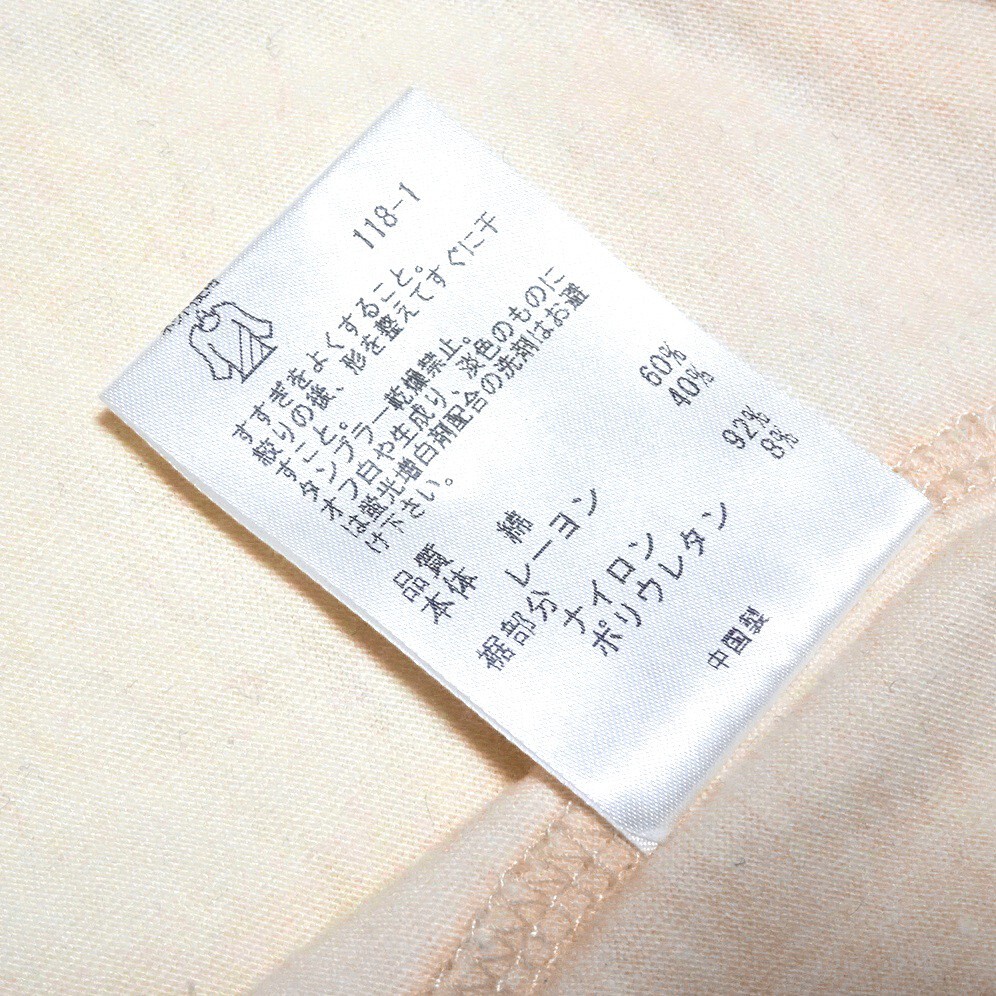 118-1
すすぎをよくすること。
絞りの後、形を整えてすぐに干
すこと。
タンブラー乾燥禁止。
オフ白や生成り、淡色のものに
は蛍光増白剤配合の洗剤はお避
け下さい。
品質
本体 綿 60%
レーヨン 40%
裾部分 ナイロン 92%
ポリウレタン 8%
中国製